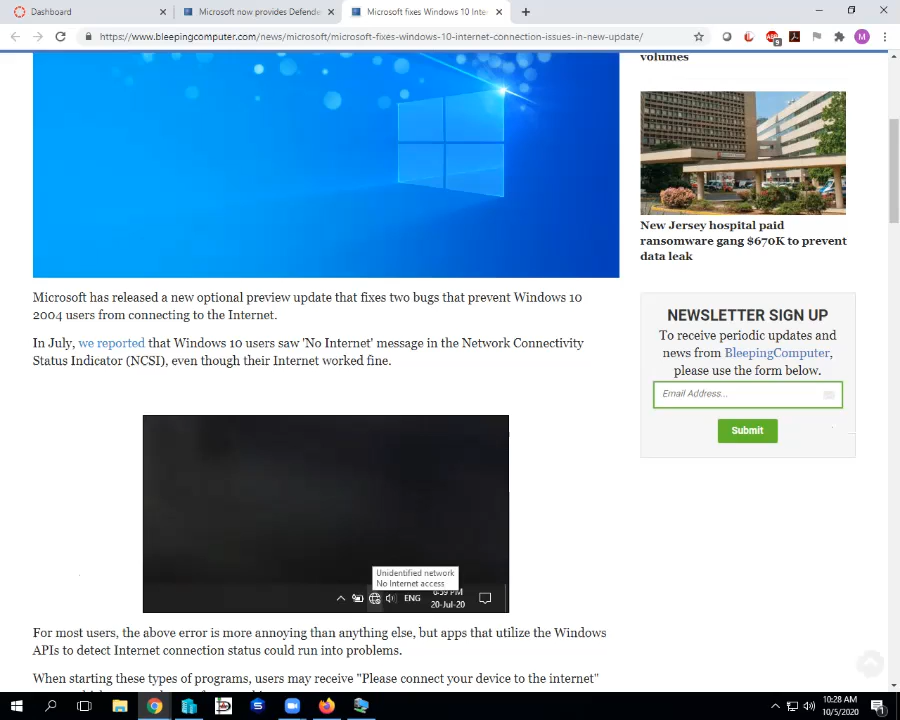 Dashboard
Microsoft now provides Defende
Microsoft fixes Windows 10 Inte
https://www.bleepingcomputer.com/news/microsoft/microsoft-fixes-windows-10-internet-connection-issues-in-new-update/
ABP
9
M
volumes
New Jersey hospital paid
ransomware gang $670K to prevent
data leak
Microsoft has released a new optional preview update that fixes two bugs that prevent Windows 10
2004 users from connecting to the Internet.
In July, we reported that Windows 10 users saw 'No Internet' message in the Network Connectivity
Status Indicator (NCSI), even though their Internet worked fine.
NEWSLETTER SIGN UP
To receive periodic updates and
news from BleepingComputer,
please use the form below.
Email Address...
Submit
Unidentified network
No Internet access
ENG
20-Jul-20
For most users, the above error is more annoying than anything else, but apps that utilize the Windows
APIs to detect Internet connection status could run into problems.
When starting these types of programs, users may receive "Please connect your device to the internet"
10:28 AM
10/5/2020
1